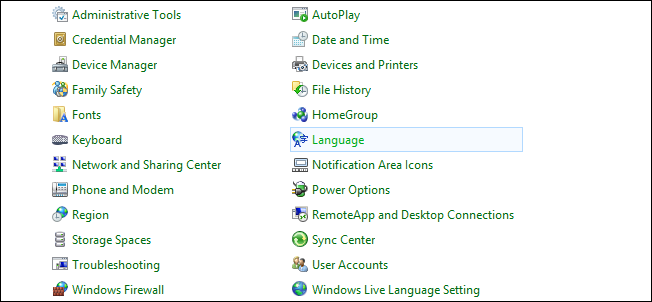 Administrative Tools
AutoPlay
Credential Manager
Date and Time
Device Manager
Devices and Printers
Family Safety
File History
Fonts
HomeGroup
Keyboard
Language
Network and Sharing Center
Notification Area Icons
Phone and Modem
Power Options
Region
RemoteApp and Desktop Connections
Storage Spaces
Sync Center
Troubleshooting
User Accounts
Windows Firewall
Windows Live Language Setting